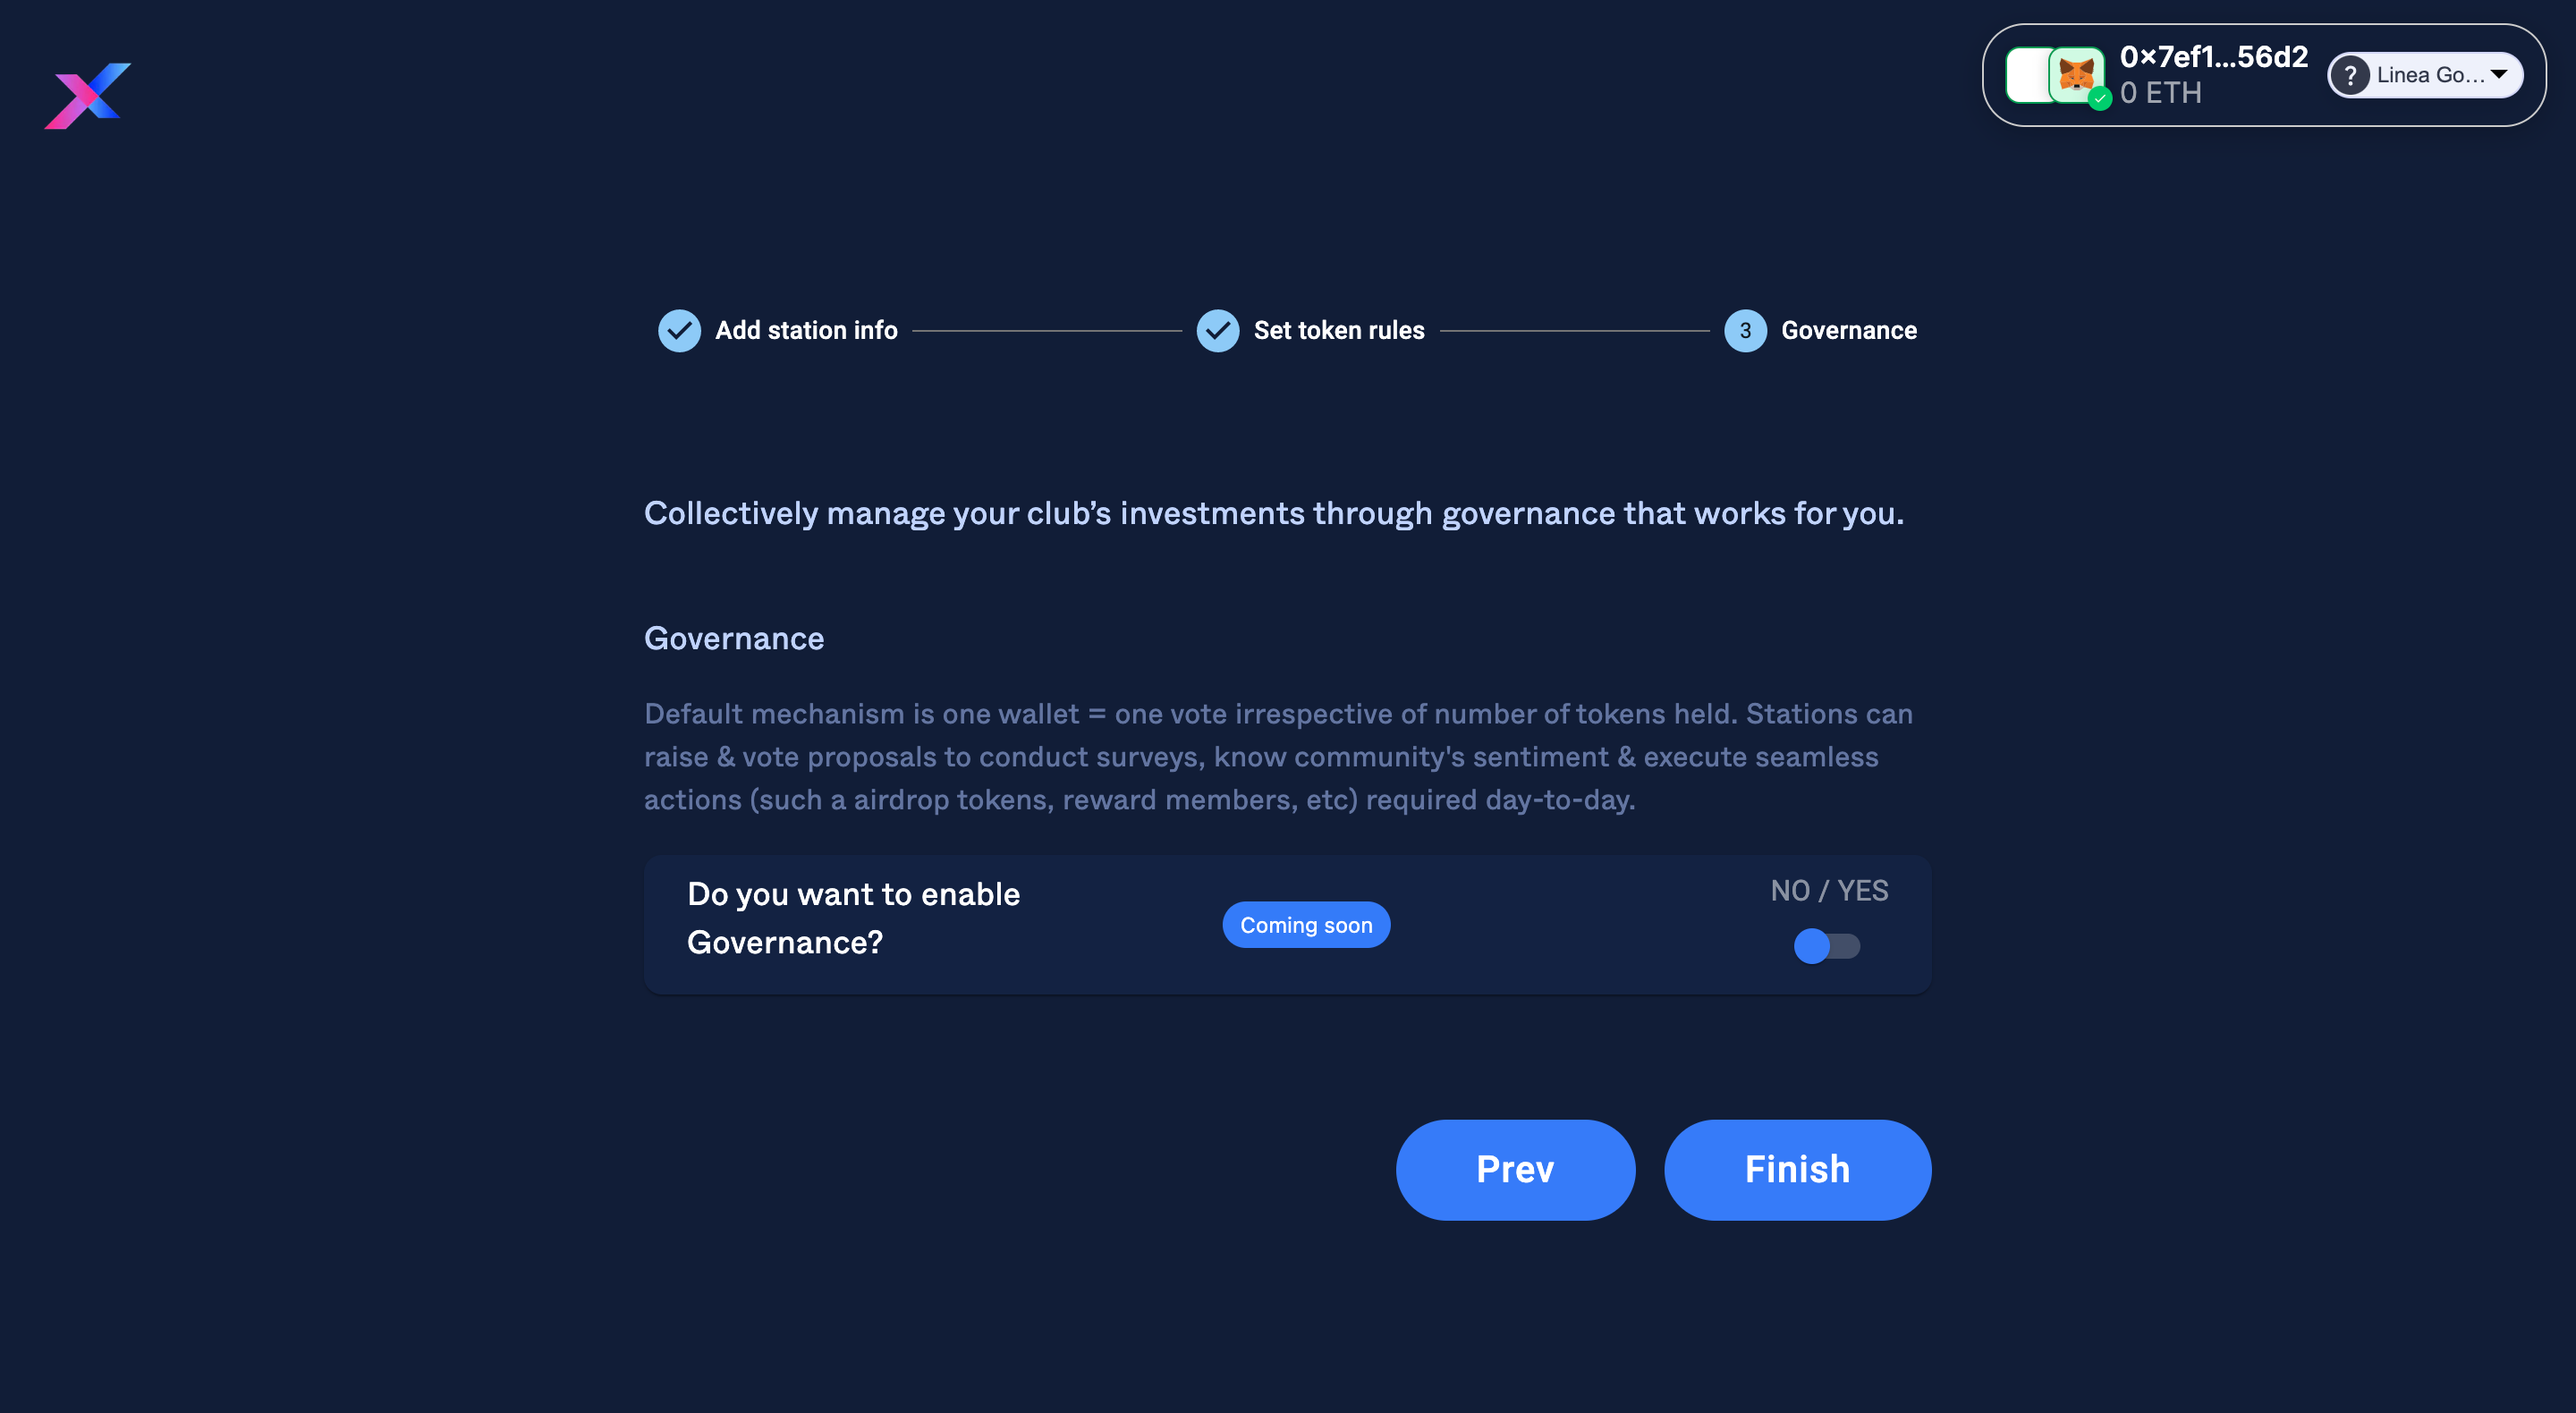 0x7ef1...56d2
0 ETH
? Linea Go...
Add station info
Set token rules
3 Governance
Collectively manage your club’s investments through governance that works for you.
Governance
Default mechanism is one wallet = one vote irrespective of number of tokens held. Stations can
raise & vote proposals to conduct surveys, know community's sentiment & execute seamless
actions (such a airdrop tokens, reward members, etc) required day-to-day.
Do you want to enable
Governance?
Coming soon
NO / YES
Prev
Finish